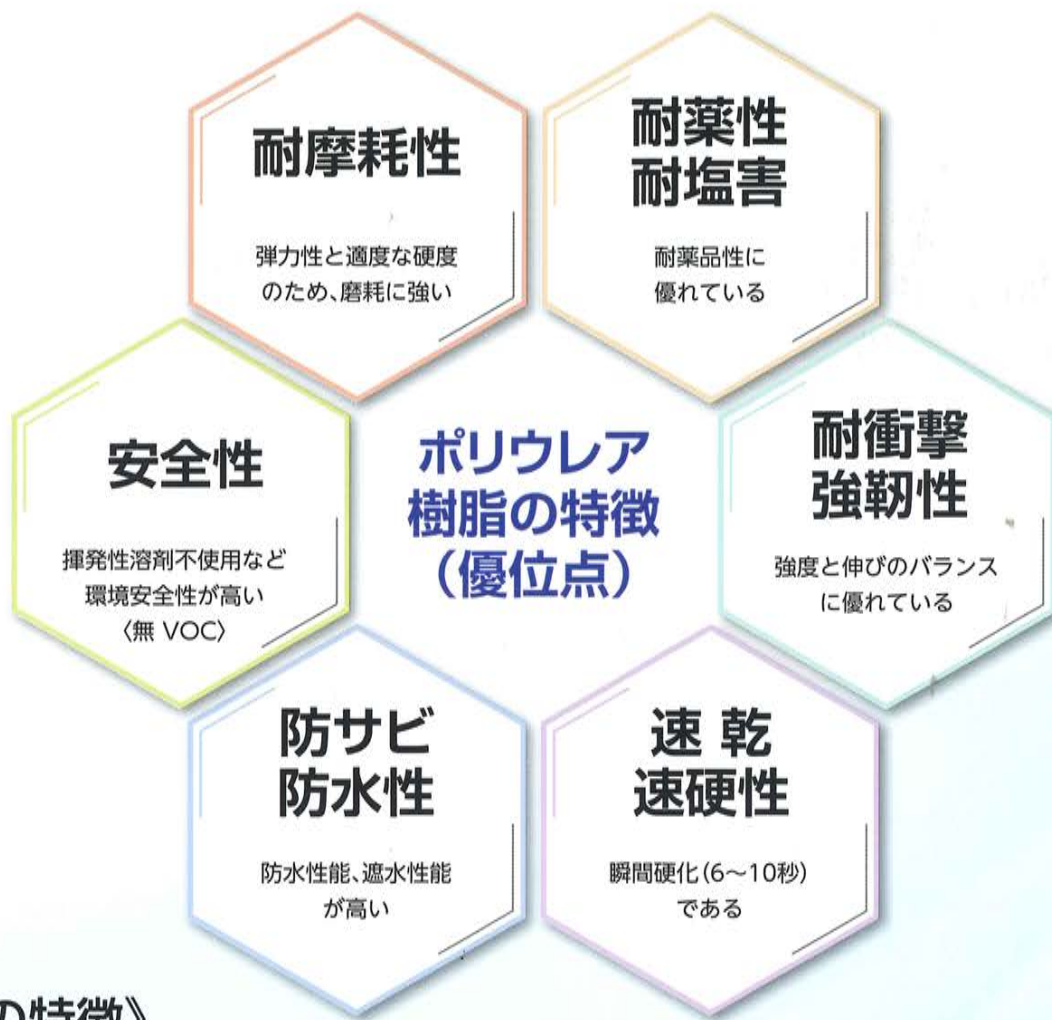 耐摩耗性
弾力性と適度な硬度
のため、磨耗に強い
耐薬性
耐塩害
耐薬品性に
優れている
安全性
揮発性溶剤不使用など
環境安全性が高い
〈無 VOC〉
ポリウレア
樹脂の特徴
（優位点）
耐衝撃
強靭性
強度と伸びのバランス
に優れている
防サビ
防水性
防水性能、遮水性能
が高い
速 乾
速硬性
瞬間硬化（6〜10秒）
である
の特徴》